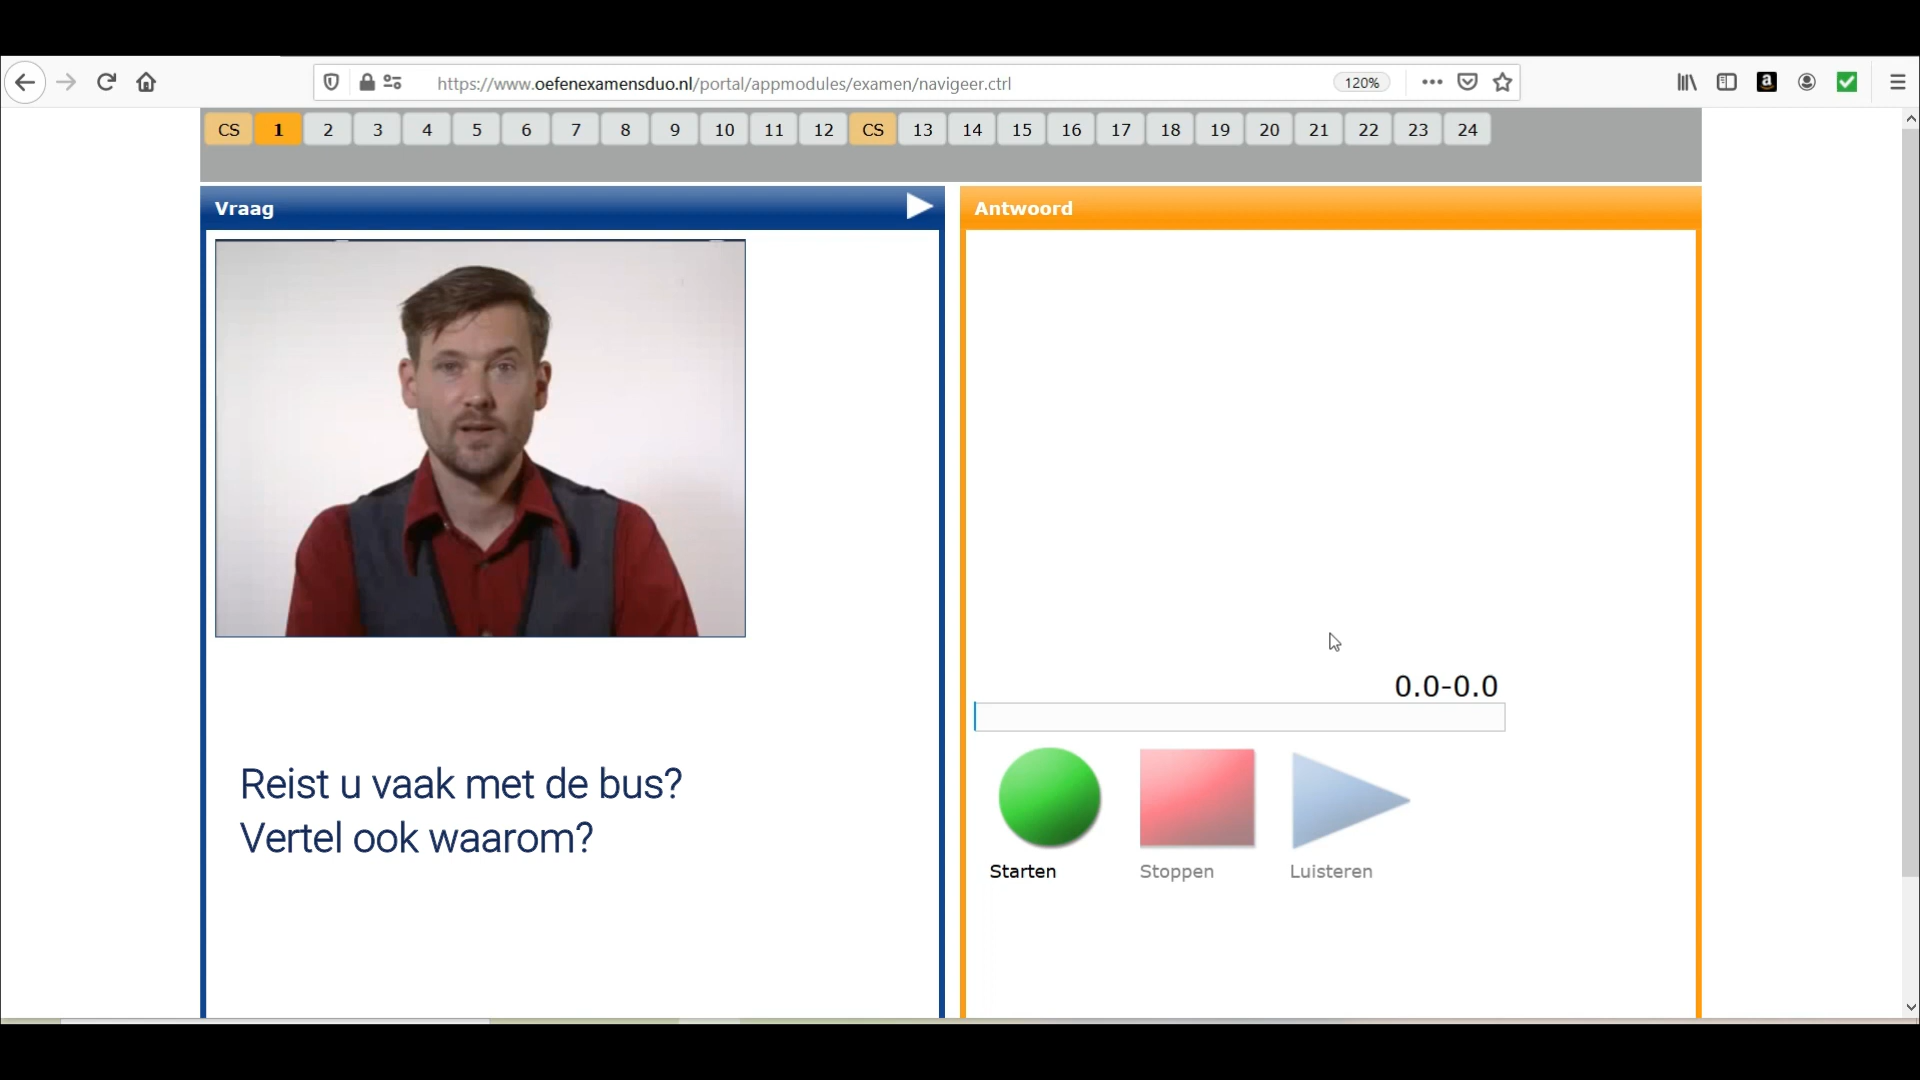 https://www.oefenexamensduo.nl/portal/appmodules/examen/navigeer.ctrl
120%
CS 1 2 3 4 5 6 7 8 9 10 11 12 CS 13 14 15 16 17 18 19 20 21 22 23 24
Vraag
Antwoord
Reist u vaak met de bus?
Vertel ook waarom?
0.0-0.0
Starten
Stoppen
Luisteren